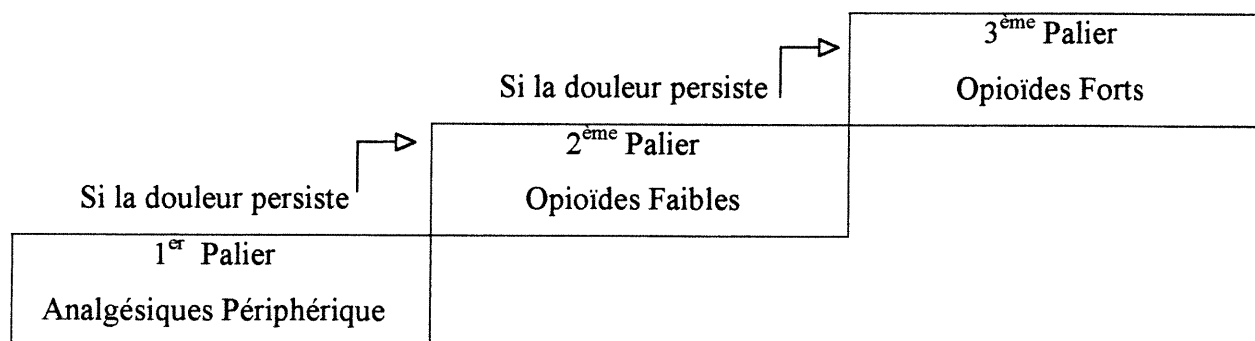 3ème Palier
Si la douleur persiste
Opioïdes Forts
2ème Palier
Si la douleur persiste
Opioïdes Faibles
1er Palier
Analgésiques Périphérique